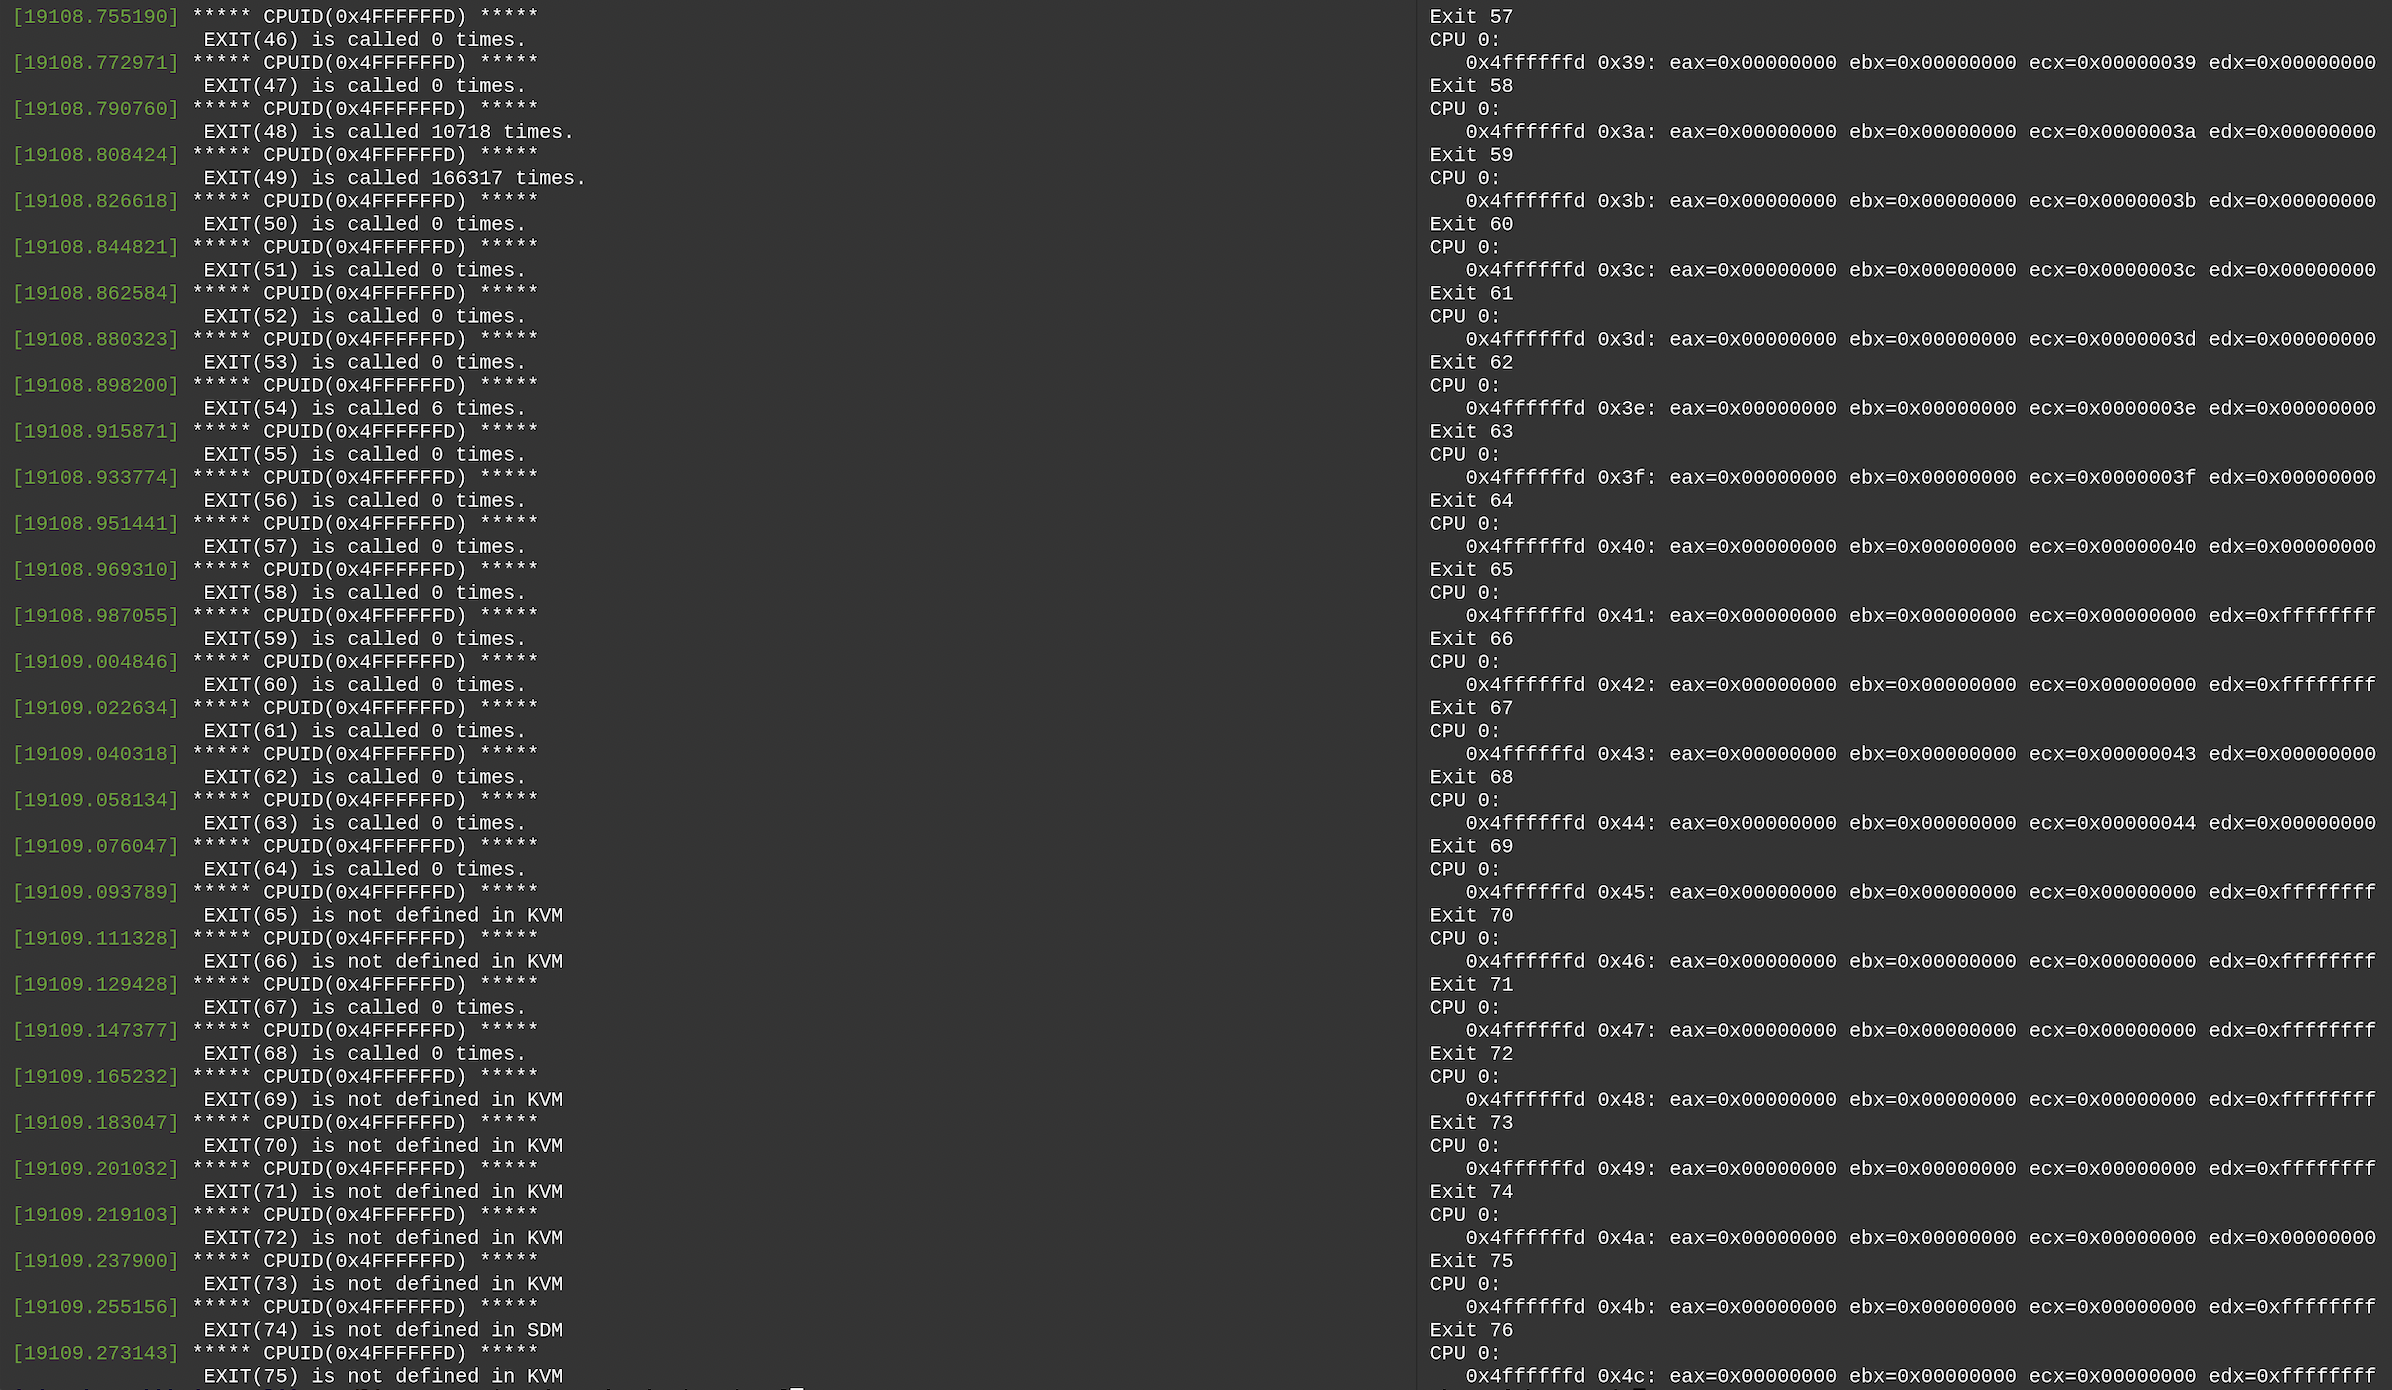 [19108.755190] ***** CPUID(0x4FFFFFFD) *****
EXIT(46) is called 0 times.
[19108.772971] ***** CPUID(0x4FFFFFFD) *****
EXIT(47) is called 0 times.
[19108.790760] ***** CPUID(0x4FFFFFFD) *****
EXIT(48) is called 10718 times.
[19108.808424] ***** CPUID(0x4FFFFFFD) *****
EXIT(49) is called 166317 times.
[19108.826618] ***** CPUID(0x4FFFFFFD) *****
EXIT(50) is called 0 times.
[19108.844821] ***** CPUID(0x4FFFFFFD) *****
EXIT(51) is called 0 times.
[19108.862584] ***** CPUID(0x4FFFFFFD) *****
EXIT(52) is called 0 times.
[19108.880323] ***** CPUID(0x4FFFFFFD) *****
EXIT(53) is called 0 times.
[19108.898200] ***** CPUID(0x4FFFFFFD) *****
EXIT(54) is called 6 times.
[19108.915871] ***** CPUID(0x4FFFFFFD) *****
EXIT(55) is called 0 times.
[19108.933774] ***** CPUID(0x4FFFFFFD) *****
EXIT(56) is called 0 times.
[19108.951441] ***** CPUID(0x4FFFFFFD) *****
EXIT(57) is called 0 times.
[19108.969310] ***** CPUID(0x4FFFFFFD) *****
EXIT(58) is called 0 times.
[19108.987055] ***** CPUID(0x4FFFFFFD) *****
EXIT(59) is called 0 times.
[19109.004846] ***** CPUID(0x4FFFFFFD) *****
EXIT(60) is called 0 times.
[19109.022634] ***** CPUID(0x4FFFFFFD) *****
EXIT(61) is called 0 times.
[19109.040318] ***** CPUID(0x4FFFFFFD) *****
EXIT(62) is called 0 times.
[19109.058134] ***** CPUID(0x4FFFFFFD) *****
EXIT(63) is called 0 times.
[19109.076047] ***** CPUID(0x4FFFFFFD) *****
EXIT(64) is called 0 times.
[19109.093789] ***** CPUID(0x4FFFFFFD) *****
EXIT(65) is not defined in KVM
[19109.111328] ***** CPUID(0x4FFFFFFD) *****
EXIT(66) is not defined in KVM
[19109.129428] ***** CPUID(0x4FFFFFFD) *****
EXIT(67) is called 0 times.
[19109.147377] ***** CPUID(0x4FFFFFFD) *****
EXIT(68) is called 0 times.
[19109.165232] ***** CPUID(0x4FFFFFFD) *****
EXIT(69) is not defined in KVM
[19109.183047] ***** CPUID(0x4FFFFFFD) *****
EXIT(70) is not defined in KVM
[19109.201032] ***** CPUID(0x4FFFFFFD) *****
EXIT(71) is not defined in KVM
[19109.219103] ***** CPUID(0x4FFFFFFD) *****
EXIT(72) is not defined in KVM
[19109.237900] ***** CPUID(0x4FFFFFFD) *****
EXIT(73) is not defined in KVM
[19109.255156] ***** CPUID(0x4FFFFFFD) *****
EXIT(74) is not defined in SDM
[19109.273143] ***** CPUID(0x4FFFFFFD) *****
EXIT(75) is not defined in KVM
Exit 57
CPU 0:
0x4ffffffd 0x39: eax=0x00000000 ebx=0x00000000 ecx=0x00000039 edx=0x00000000
Exit 58
CPU 0:
0x4ffffffd 0x3a: eax=0x00000000 ebx=0x00000000 ecx=0x0000003a edx=0x00000000
Exit 59
CPU 0:
0x4ffffffd 0x3b: eax=0x00000000 ebx=0x00000000 ecx=0x0000003b edx=0x00000000
Exit 60
CPU 0:
0x4ffffffd 0x3c: eax=0x00000000 ebx=0x00000000 ecx=0x0000003c edx=0x00000000
Exit 61
CPU 0:
0x4ffffffd 0x3d: eax=0x00000000 ebx=0x00000000 ecx=0x0000003d edx=0x00000000
Exit 62
CPU 0:
0x4ffffffd 0x3e: eax=0x00000000 ebx=0x00000000 ecx=0x0000003e edx=0x00000000
Exit 63
CPU 0:
0x4ffffffd 0x3f: eax=0x00000000 ebx=0x00000000 ecx=0x0000003f edx=0x00000000
Exit 64
CPU 0:
0x4ffffffd 0x40: eax=0x00000000 ebx=0x00000000 ecx=0x00000040 edx=0x00000000
Exit 65
CPU 0:
0x4ffffffd 0x41: eax=0x00000000 ebx=0x00000000 ecx=0x00000000 edx=0xffffffff
Exit 66
CPU 0:
0x4ffffffd 0x42: eax=0x00000000 ebx=0x00000000 ecx=0x00000000 edx=0xffffffff
Exit 67
CPU 0:
0x4ffffffd 0x43: eax=0x00000000 ebx=0x00000000 ecx=0x00000043 edx=0x00000000
Exit 68
CPU 0:
0x4ffffffd 0x44: eax=0x00000000 ebx=0x00000000 ecx=0x00000044 edx=0x00000000
Exit 69
CPU 0:
0x4ffffffd 0x45: eax=0x00000000 ebx=0x00000000 ecx=0x00000000 edx=0xffffffff
Exit 70
CPU 0:
0x4ffffffd 0x46: eax=0x00000000 ebx=0x00000000 ecx=0x00000000 edx=0xffffffff
Exit 71
CPU 0:
0x4ffffffd 0x47: eax=0x00000000 ebx=0x00000000 ecx=0x00000000 edx=0xffffffff
Exit 72
CPU 0:
0x4ffffffd 0x48: eax=0x00000000 ebx=0x00000000 ecx=0x00000000 edx=0xffffffff
Exit 73
CPU 0:
0x4ffffffd 0x49: eax=0x00000000 ebx=0x00000000 ecx=0x00000000 edx=0xffffffff
Exit 74
CPU 0:
0x4ffffffd 0x4a: eax=0x00000000 ebx=0x00000000 ecx=0x00000000 edx=0x00000000
Exit 75
CPU 0:
0x4ffffffd 0x4b: eax=0x00000000 ebx=0x00000000 ecx=0x00000000 edx=0xffffffff
Exit 76
CPU 0:
0x4ffffffd 0x4c: eax=0x00000000 ebx=0x00000000 ecx=0x00000000 edx=0xffffffff